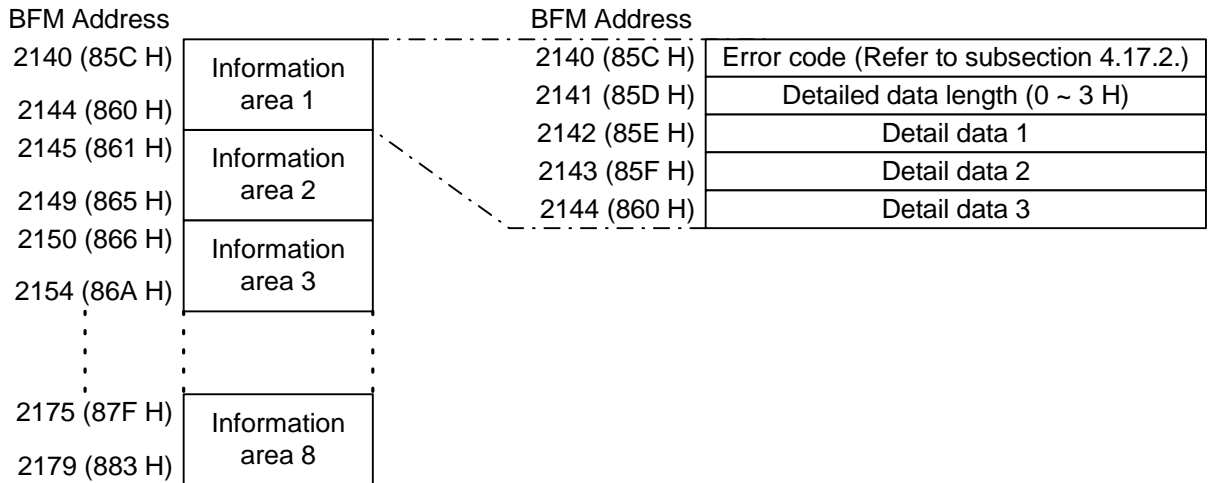 BFM Address
2140 (85C H)
Information
area 1
2144 (860 H)
2145 (861 H)
Information
area 2
2149 (865 H)
2150 (866 H)
Information
area 3
2154 (86A H)
2175 (87F H)
Information
area 8
2179 (883 H)
BFM Address
2140 (85C H) Error code (Refer to subsection 4.17.2.)
2141 (85D H) Detailed data length (0 ~ 3 H)
2142 (85E H) Detail data 1
2143 (85F H) Detail data 2
2144 (860 H) Detail data 3